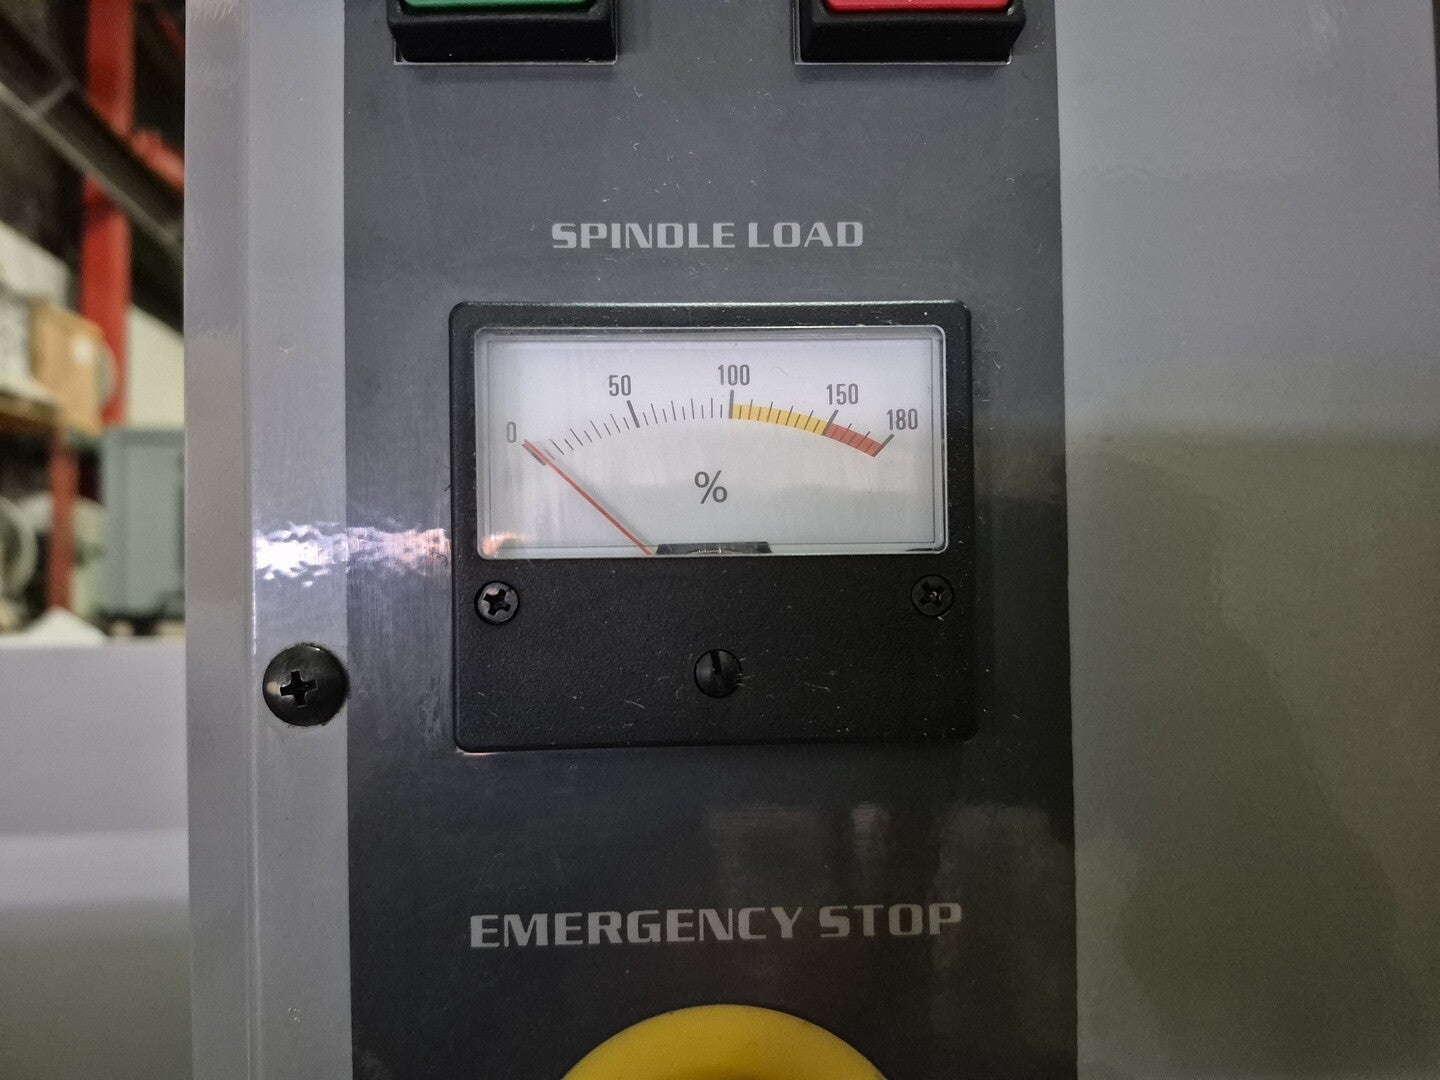 SPINDLE LOAD
0 50 100 150 180
%
EMERGENCY STOP